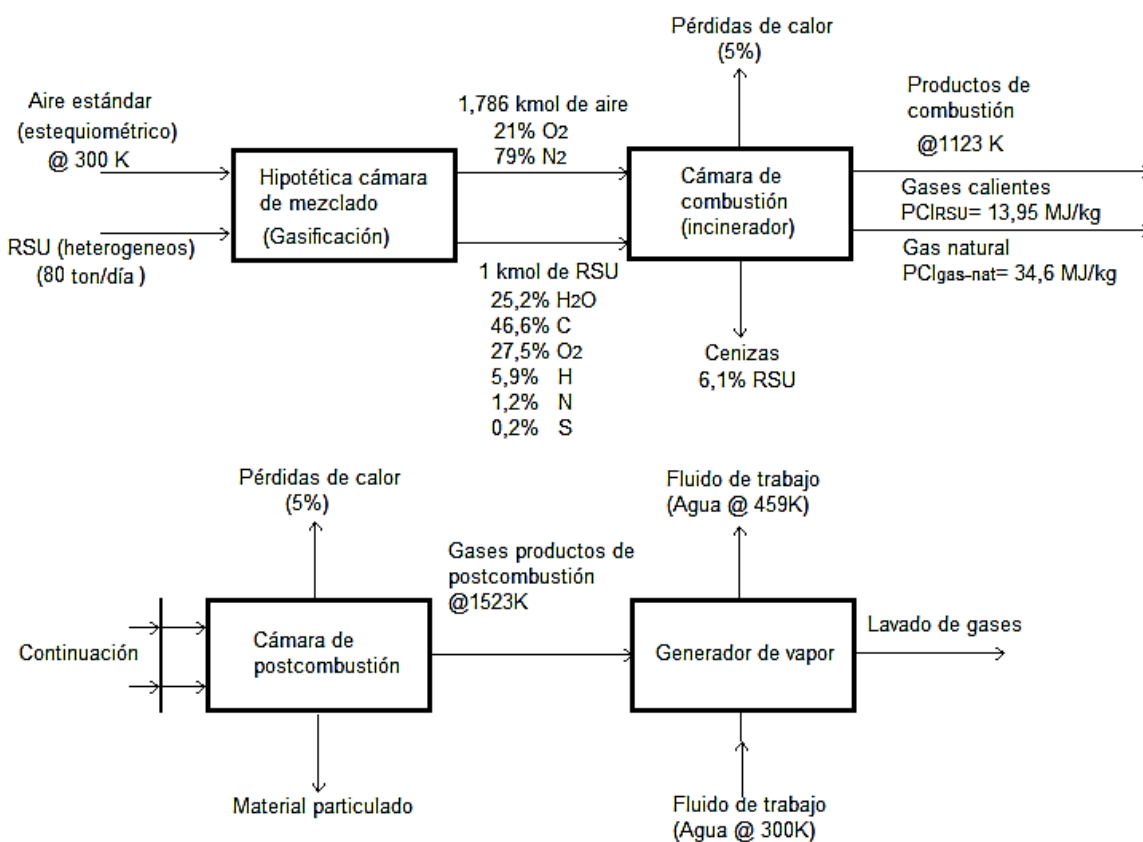 Pérdidas de calor
(5%)
Aire estándar
(estequiométrico)
@ 300 K
1,786 kmol de aire
21% O2
79% N2
Productos de
combustión
@1123 K
Hipotética cámara
de mezclado
(Gasificación)
Cámara de
combustión
(incinerador)
Gases calientes
PCIRSU= 13,95 MJ/kg
RSU (heterogeneos)
(80 ton/día )
Gas natural
PCIgas-nat= 34,6 MJ/kg
1 kmol de RSU
25,2% H2O
46,6% C
27,5% O2
5,9% H
1,2% N
0,2% S
Cenizas
6,1% RSU
Pérdidas de calor
(5%)
Fluido de trabajo
(Agua @ 459K)
Gases productos de
postcombustión
@1523K
Continuación
Cámara de
postcombustión
Generador de vapor
Lavado de gases
Material particulado
Fluido de trabajo
(Agua @ 300K)